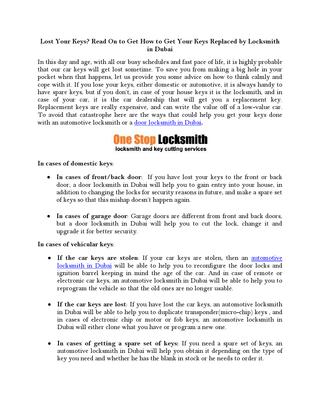 Lost Your Keys? Read On to Get How to Get Your Keys Replaced by Locksmith
in Dubai
In this day and age, with all our busy schedules and fast pace of life, it is highly probable
that our car keys will get lost sometime. To save you from making a big hole in your
pocket when that happens, let us provide you some advice on how to think calmly and
cope with it. If you lose your keys, either domestic or automotive, it is always handy to
have spare keys, but if you don't, in case of your house keys it is the locksmith, and in
case of your car, it is the car dealership that will get you a replacement key.
Replacement keys are really expensive, and can write the value off of a low-value car.
To avoid that catastrophe here are the ways that could help you get your keys done
with an automotive locksmith or a door locksmith in Dubai.
One Stop Locksmith
locksmith and key cutting services
In cases of domestic keys:
• In cases of front/back door: If you have lost your keys to the front or back
door, a door locksmith in Dubai will help you to gain entry into your house, in
addition to changing the locks for security reasons in future, and make a spare set
of keys so that this mishap doesn't happen again.
• In cases of garage door: Garage doors are different from front and back doors,
but a door locksmith in Dubai will help you to cut the lock, change it and
upgrade it for better security.
In cases of vehicular keys:
• If the keys are stolen: If your car keys are stolen, then an automotive
locksmith in Dubai will be able to help you to reconfigure the door locks and
ignition barrel keeping in mind the age of the car. And in case of remote or
electronic car keys, an automotive locksmith in Dubai will be able to help you to
reprogram the vehicle so that the old ones are no longer usable.
• If the car keys are lost: If you have lost the car keys, an automotive locksmith
in Dubai will be able to help you to duplicate transponder(micro-chip) keys , and
in cases of electronic chip or motor or fob keys, an automotive locksmith in
Dubai will either clone what you have or program a new one.
• In cases of getting a spare set of keys: If you need a spare set of keys, an
automotive locksmith in Dubai will help you obtain it depending on the type of
key you need and whether he has the blank in stock or he needs to order it.